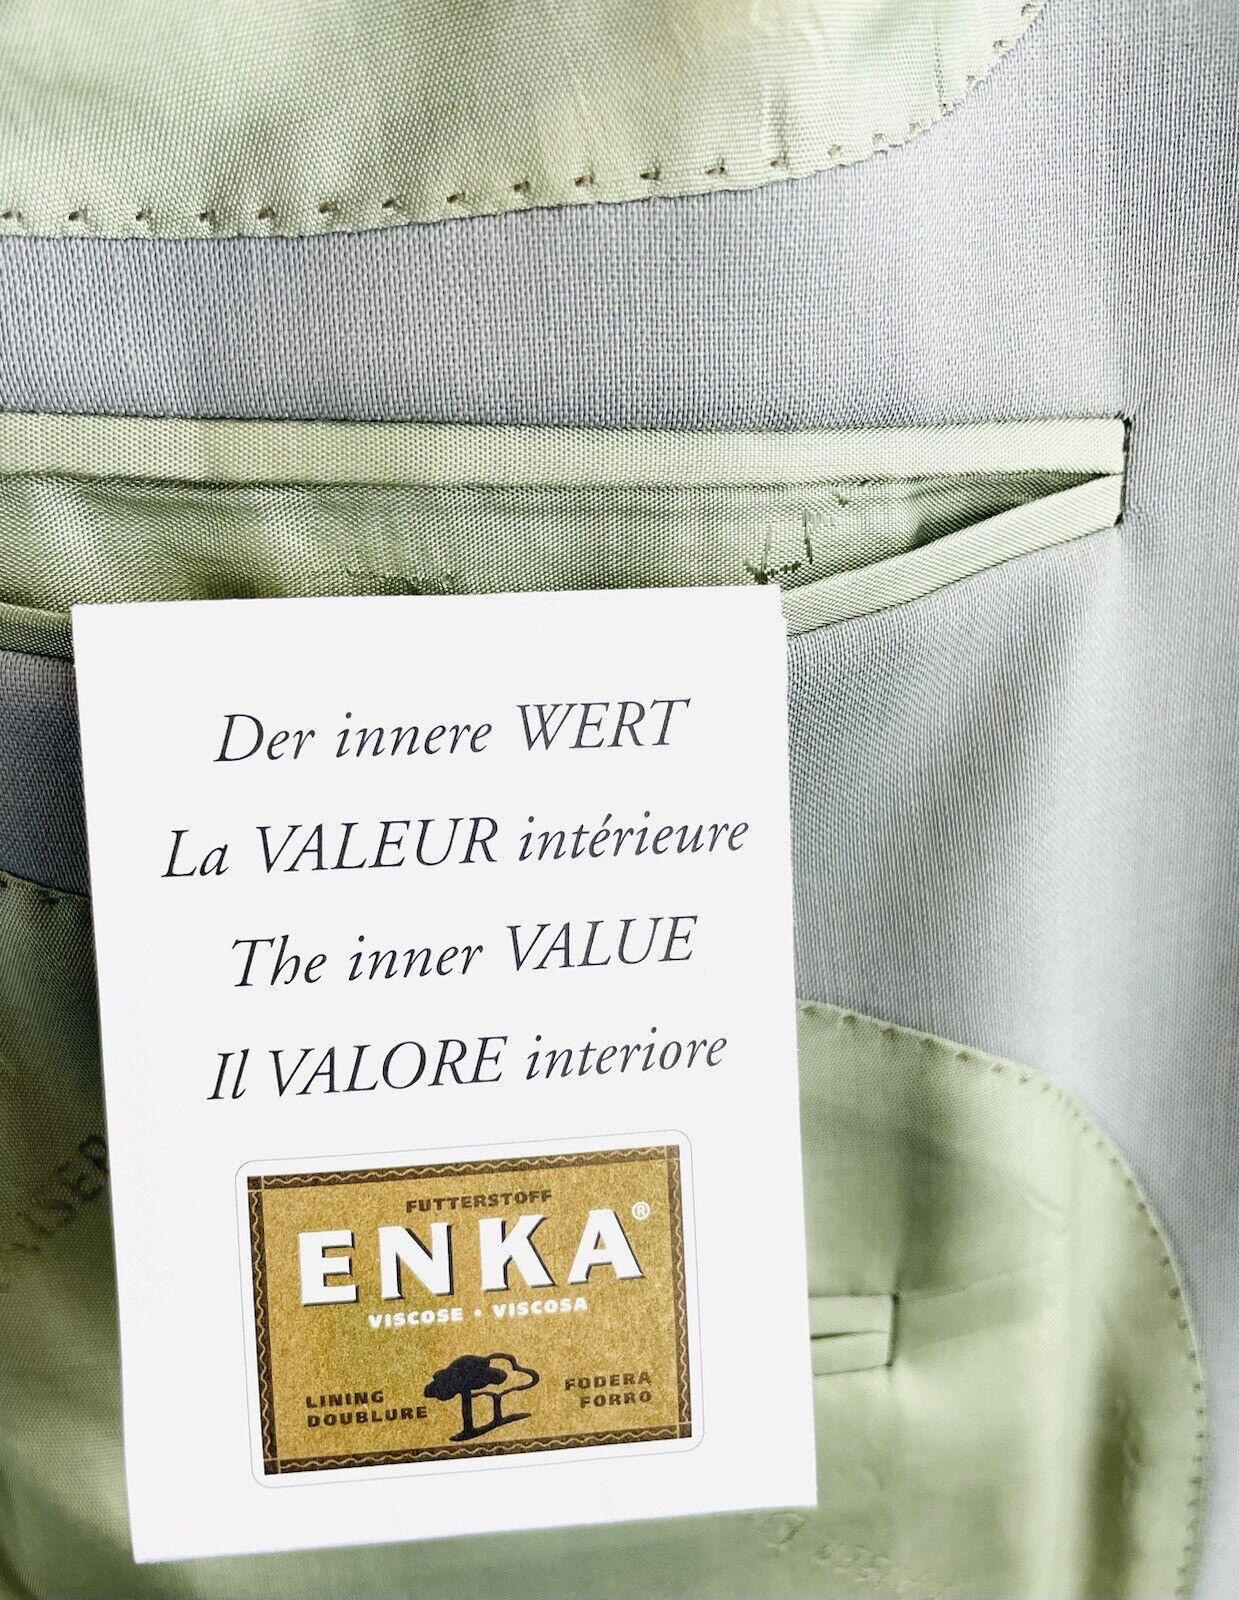 Der innere WERT
La VALEUR intérieure
The inner VALUE
Il VALORE interiore
FUTTERSTOFF
ENKA®
VISCOSE • VISCOSA
LINING
DOUBLURE
FODERA
FORRO